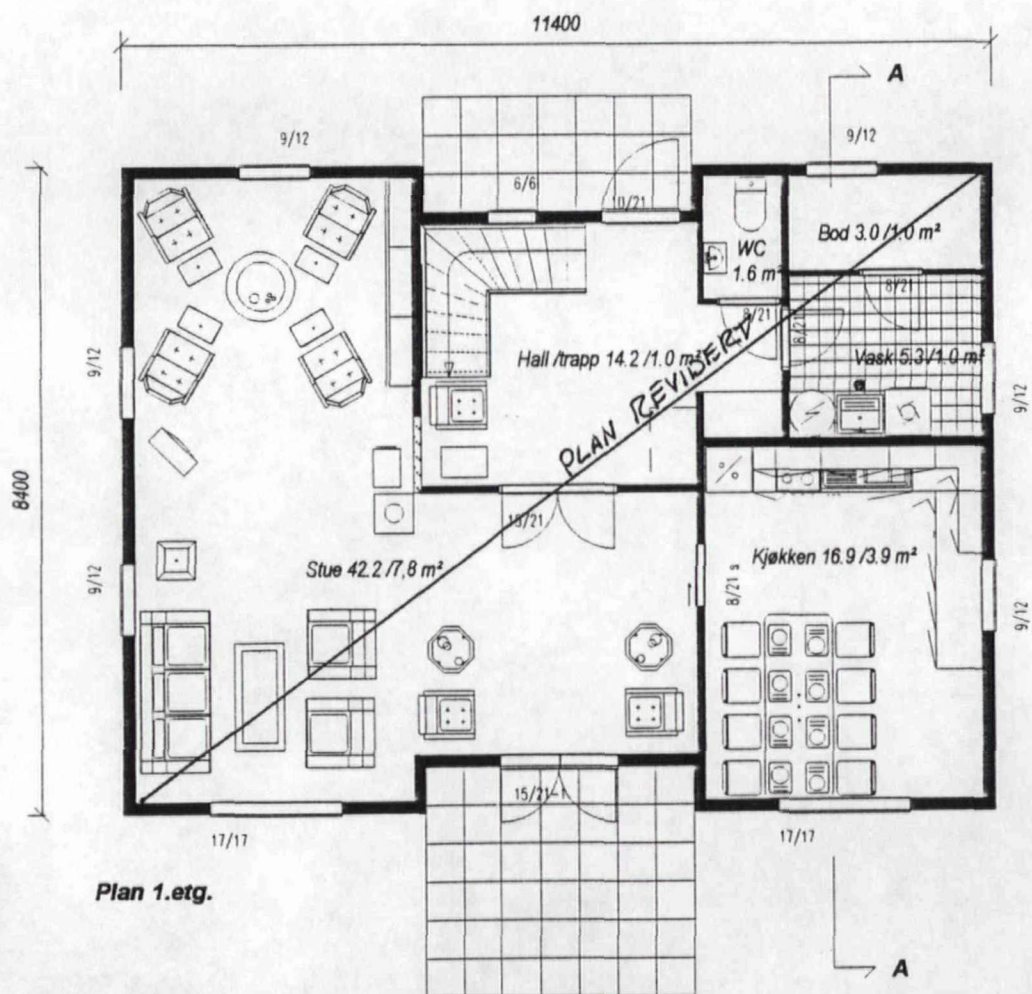 11400
A
9/12
9/12
6/6
10/21
WC
1.6 m²
Bod 3.0 /1.0 m²
8/21
8/21
8/21
Hall /trapp 14.2 /1.0 m²
Vask 5.3 /1.0 m²
9/12
9/12
PLAN REVIDERT
8400
15/21
Stue 42.2 /7,8 m²
Kjøkken 16.9 /3.9 m²
8/21 s
9/12
9/12
15/21-1
17/17
17/17
Plan 1.etg.
A